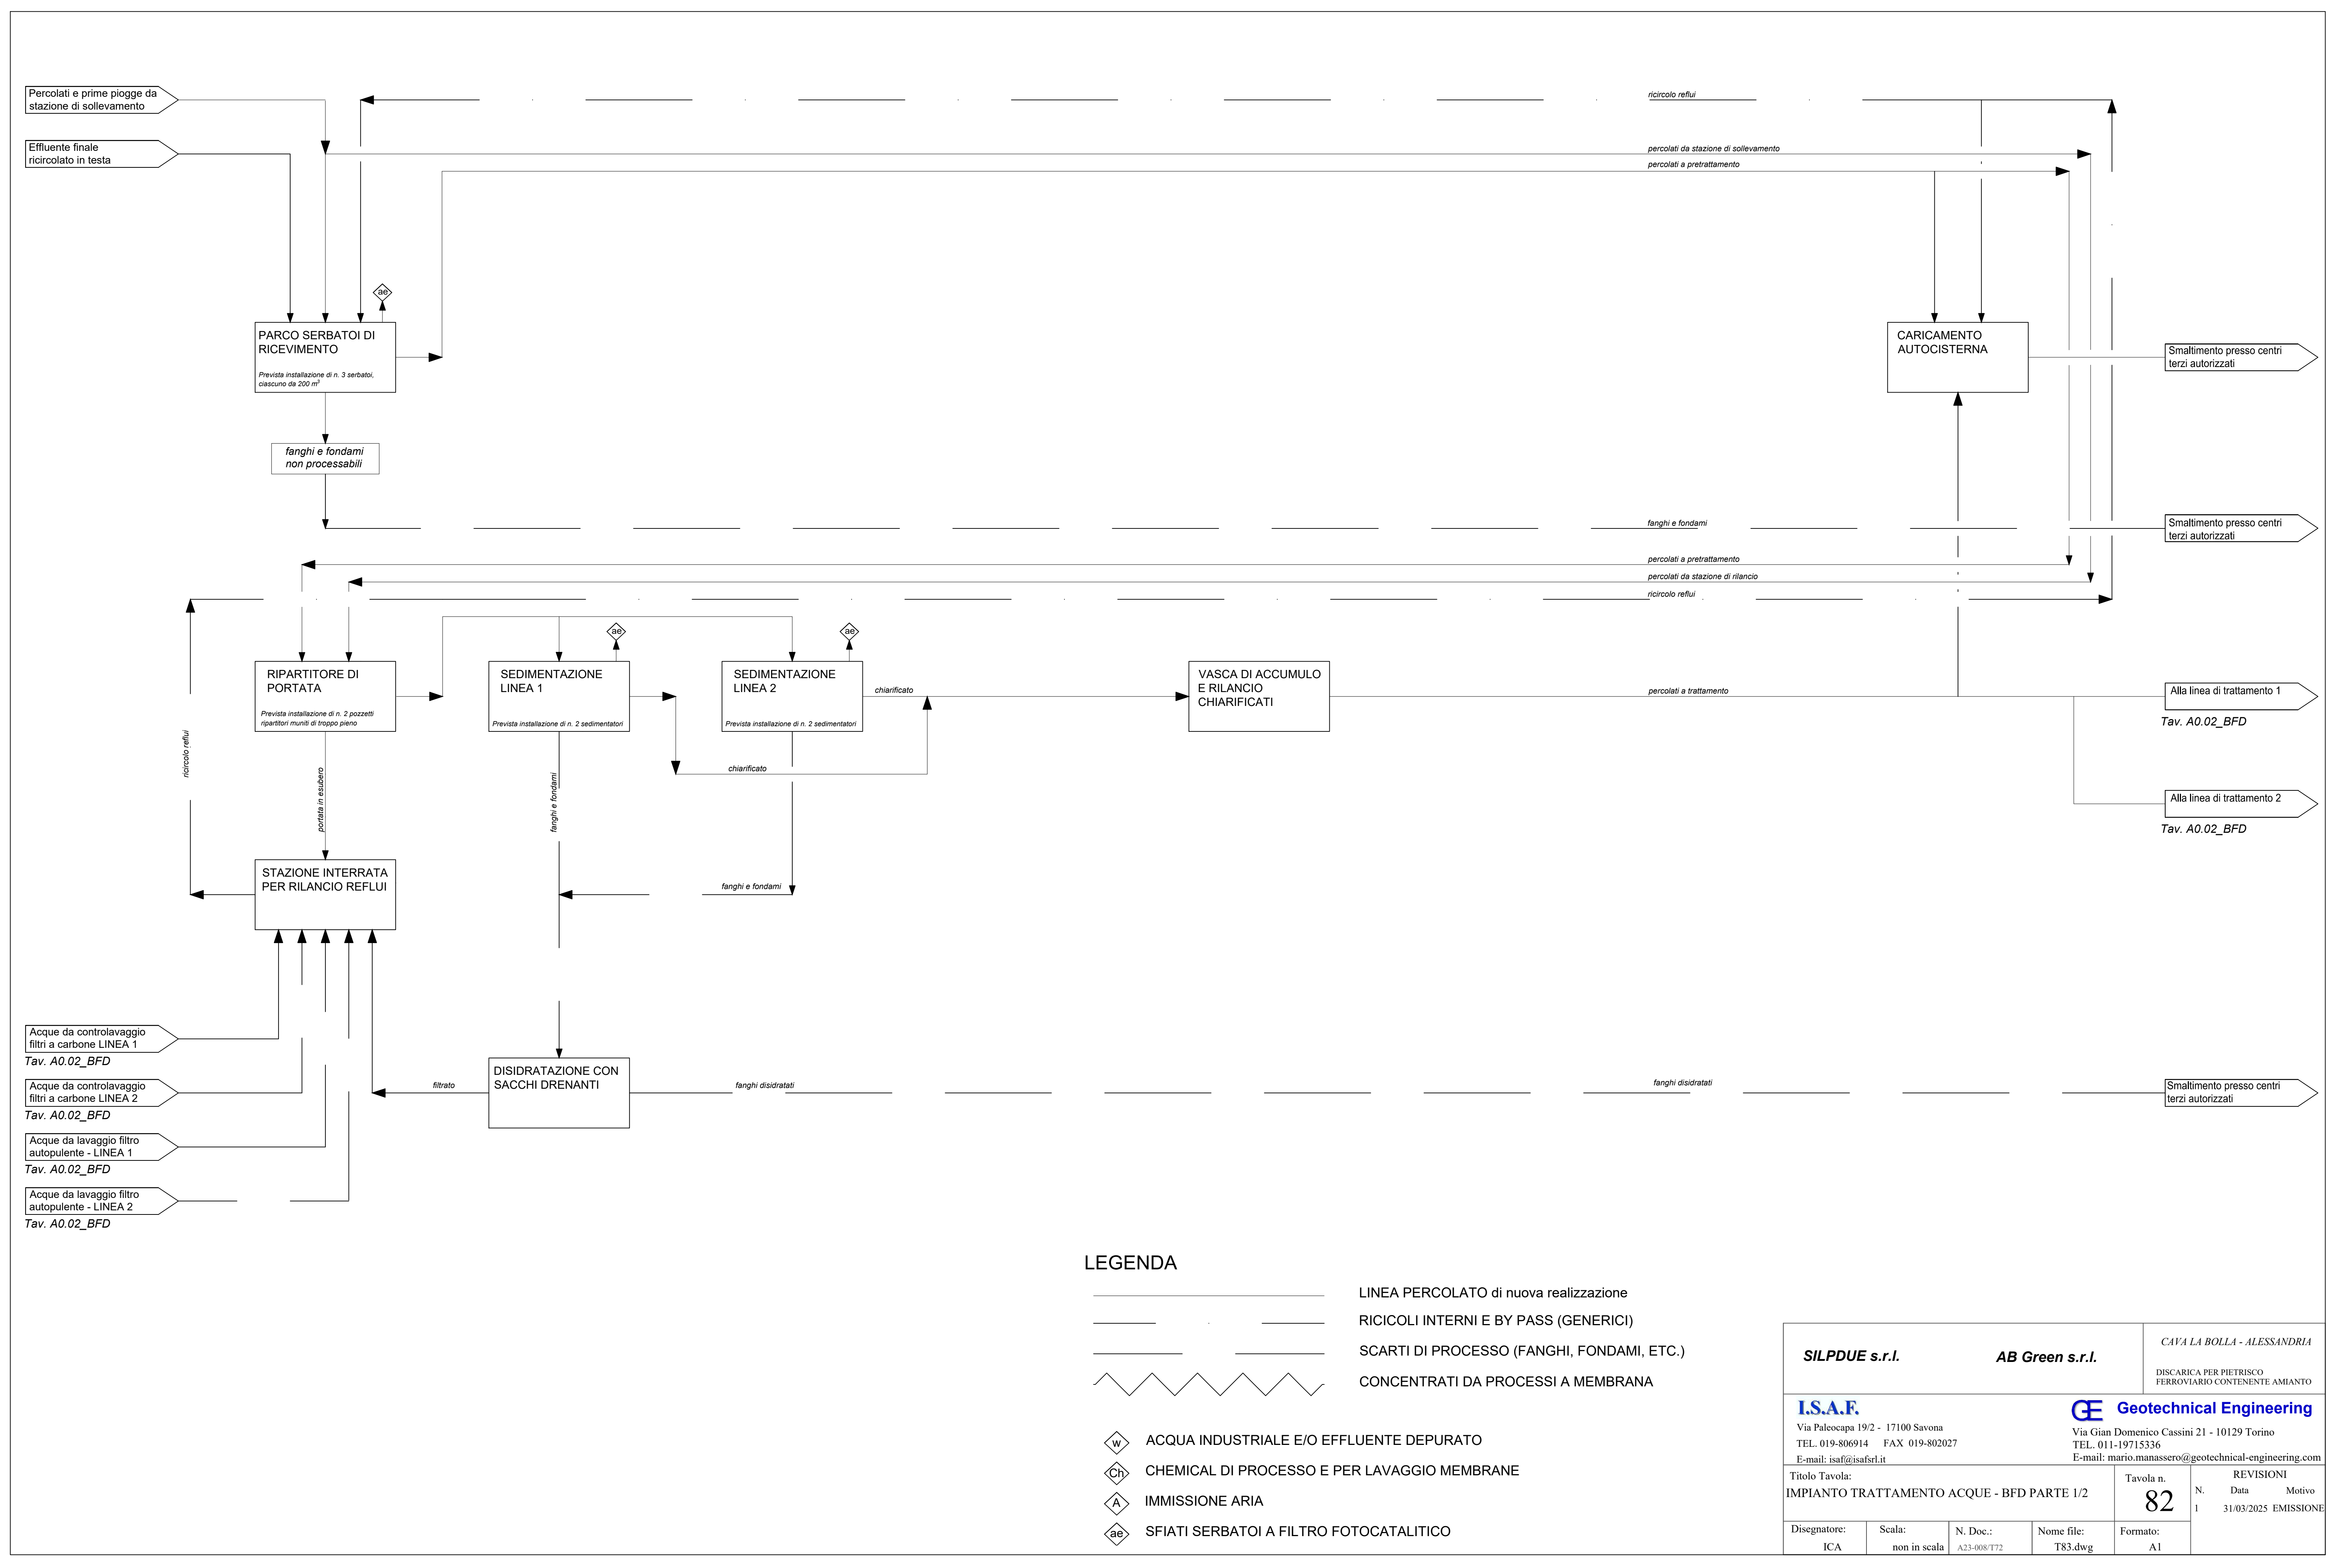 Percolati e prime piogge da
stazione di sollevamento
ricircolo reflui
Effluente finale
ricircolato in testa
percolati da stazione di sollevamento
percolati a pretrattamento
ae
PARCO SERBATOI DI
RICEVIMENTO
Prevista installazione di n. 3 serbatoi,
ciascuno da 200 m³
CARICAMENTO
AUTOCISTERNA
Smaltimento presso centri
terzi autorizzati
fanghi e fondami
non processabili
fanghi e fondami
Smaltimento presso centri
terzi autorizzati
percolati a pretrattamento
percolati da stazione di rilancio
ricircolo reflui
ae
ae
RIPARTITORE DI
PORTATA
Prevista installazione di n. 2 pozzetti
ripartitori muniti di troppo pieno
SEDIMENTAZIONE
LINEA 1
Prevista installazione di n. 2 sedimentatori
SEDIMENTAZIONE
LINEA 2
Prevista installazione di n. 2 sedimentatori
chiarificato
VASCA DI ACCUMULO
E RILANCIO
CHIARIFICATI
percolati a trattamento
Alla linea di trattamento 1
Tav. A0.02_BFD
ricircolo reflui
portata in esubero
fanghi e fondami
chiarificato
Alla linea di trattamento 2
Tav. A0.02_BFD
STAZIONE INTERRATA
PER RILANCIO REFLUI
fanghi e fondami
Acque da controlavaggio
filtri a carbone LINEA 1
Tav. A0.02_BFD
Acque da controlavaggio
filtri a carbone LINEA 2
Tav. A0.02_BFD
filtrato
DISIDRATAZIONE CON
SACCHI DRENANTI
fanghi disidratati
fanghi disidratati
Smaltimento presso centri
terzi autorizzati
Acque da lavaggio filtro
autopulente - LINEA 1
Tav. A0.02_BFD
Acque da lavaggio filtro
autopulente - LINEA 2
Tav. A0.02_BFD
LEGENDA
LINEA PERCOLATO di nuova realizzazione
RICICOLI INTERNI E BY PASS (GENERICI)
SCARTI DI PROCESSO (FANGHI, FONDAMI, ETC.)
CONCENTRATI DA PROCESSI A MEMBRANA
w ACQUA INDUSTRIALE E/O EFFLUENTE DEPURATO
Ch CHEMICAL DI PROCESSO E PER LAVAGGIO MEMBRANE
A IMMISSIONE ARIA
ae SFIATI SERBATOI A FILTRO FOTOCATALITICO
SILPDUE s.r.l. AB Green s.r.l.
CAVA LA BOLLA - ALESSANDRIA
DISCARICA PER PIETRISCO
FERROVIARIO CONTENENTE AMIANTO
I.S.A.F.
Via Paleocapa 19/2 - 17100 Savona
TEL. 019-806914 FAX 019-802027
E-mail: isaf@isafsrl.it
GE Geotechnical Engineering
Via Gian Domenico Cassini 21 - 10129 Torino
TEL. 011-19715336
E-mail: mario.manassero@geotechnical-engineering.com
Titolo Tavola:
IMPIANTO TRATTAMENTO ACQUE - BFD PARTE 1/2
Tavola n.
82
REVISIONI
N. Data Motivo
1 31/03/2025 EMISSIONE
Disegnatore:
ICA
Scala:
non in scala
N. Doc.:
A23-008/T72
Nome file:
T83.dwg
Formato:
A1